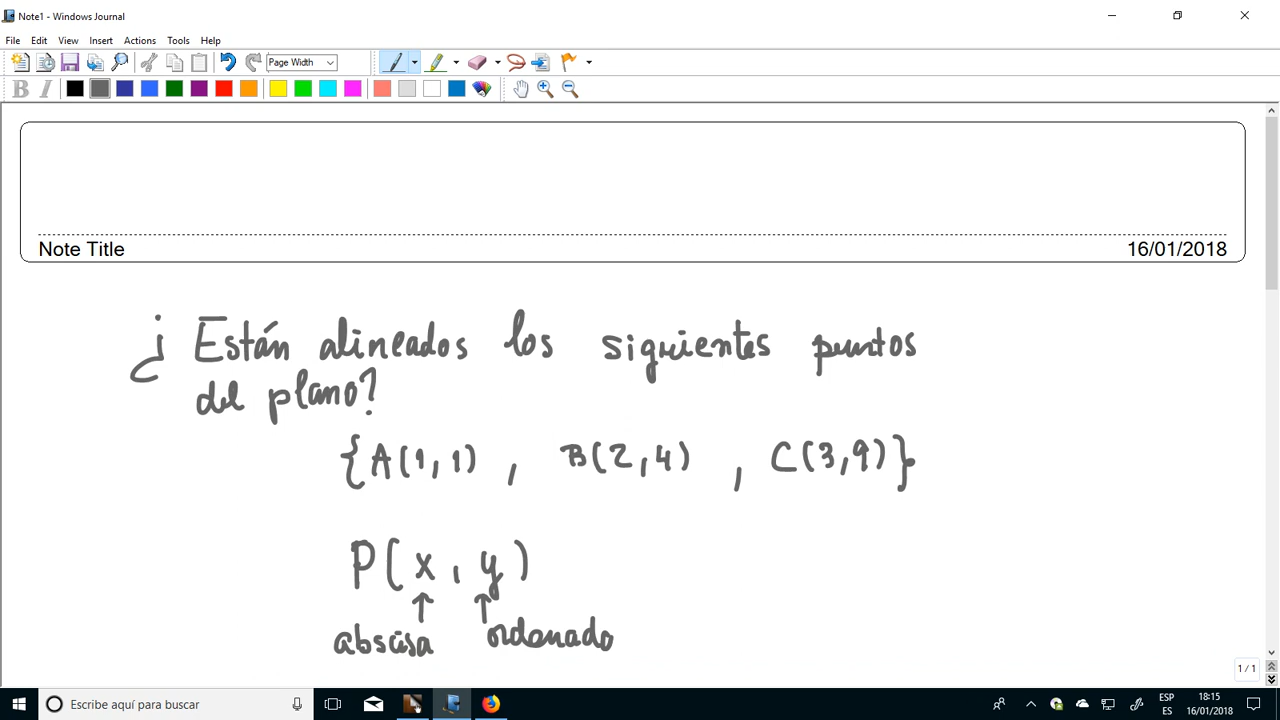 Note1 - Windows Journal
File Edit View Insert Actions Tools Help
Page Width
B I
Note Title 16/01/2018
¿ Están alineados los siguientes puntos
del plano?
{A(1,1) , B(2,4) , C(3,9)}
P(x, y)
↑ ↑
abscisa ordenada
1 / 1
Escribe aquí para buscar
ESP 18:15
ES 16/01/2018